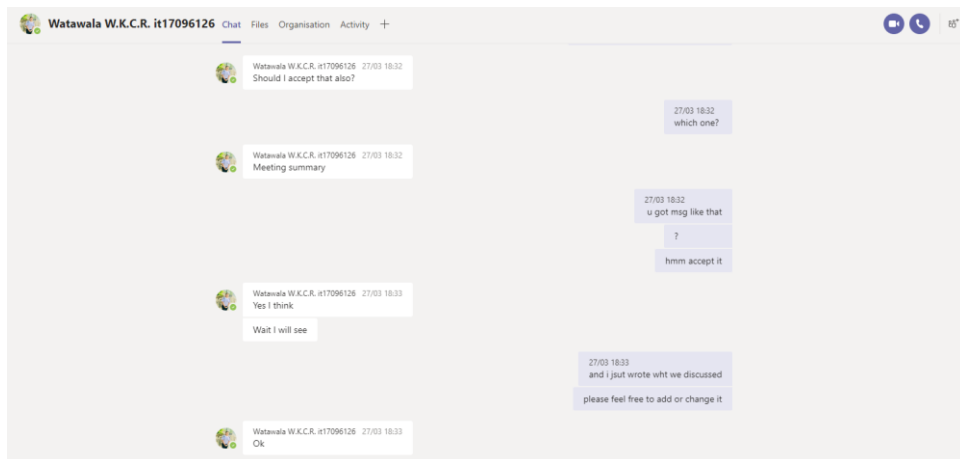 Watawala W.K.C.R. it17096126 Chat Files Organisation Activity +
Watawala W.K.C.R. it17096126 27/03 18:32
Should I accept that also?
27/03 18:32
which one?
Watawala W.K.C.R. it17096126 27/03 18:32
Meeting summary
27/03 18:32
u got msg like that
?
hmm accept it
Watawala W.K.C.R. it17096126 27/03 18:33
Yes I think
Wait I will see
27/03 18:33
and i jsut wrote wht we discussed
please feel free to add or change it
Watawala W.K.C.R. it17096126 27/03 18:33
Ok